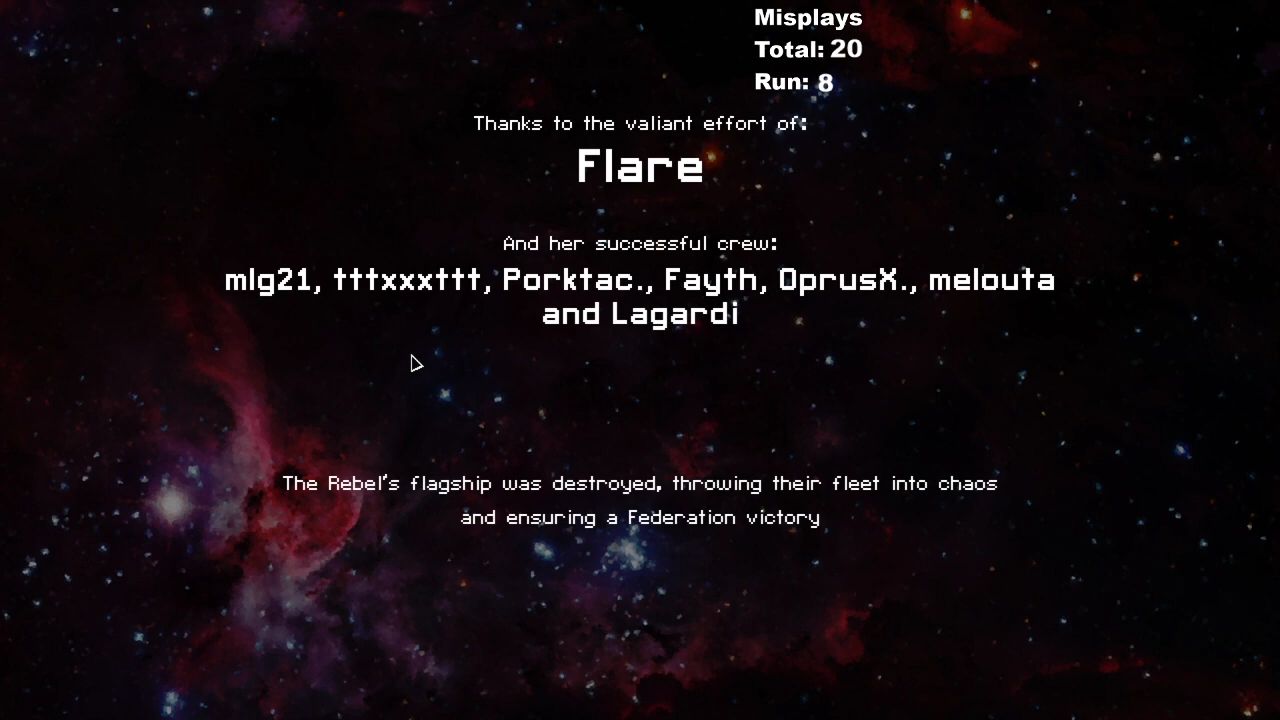 Misplays
Total: 20
Run: 8
Thanks to the valiant effort of:
Flare
And her successful crew:
mlg21, tttxxxttt, Porktac., Fayth, OprusX., melouta
and Lagardi
The Rebel's flagship was destroyed, throwing their fleet into chaos
and ensuring a Federation victory